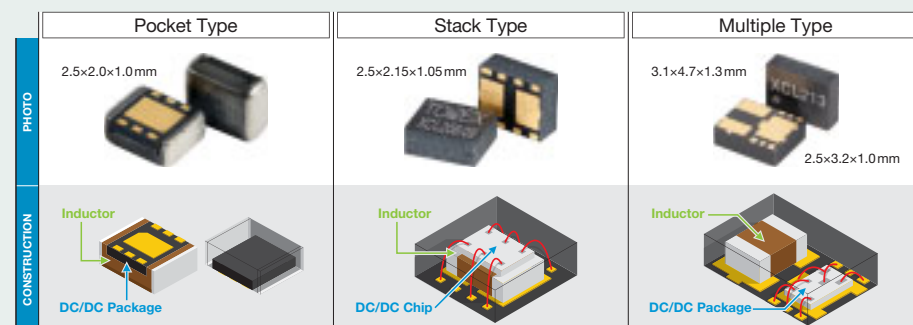 Pocket Type
Stack Type
Multiple Type
PHOTO
2.5×2.0×1.0mm
2.5×2.15×1.05mm
3.1×4.7×1.3mm
XCL213
2.5×3.2×1.0mm
CONSTRUCTION
Inductor
DC/DC Package
Inductor
DC/DC Chip
Inductor
DC/DC Package